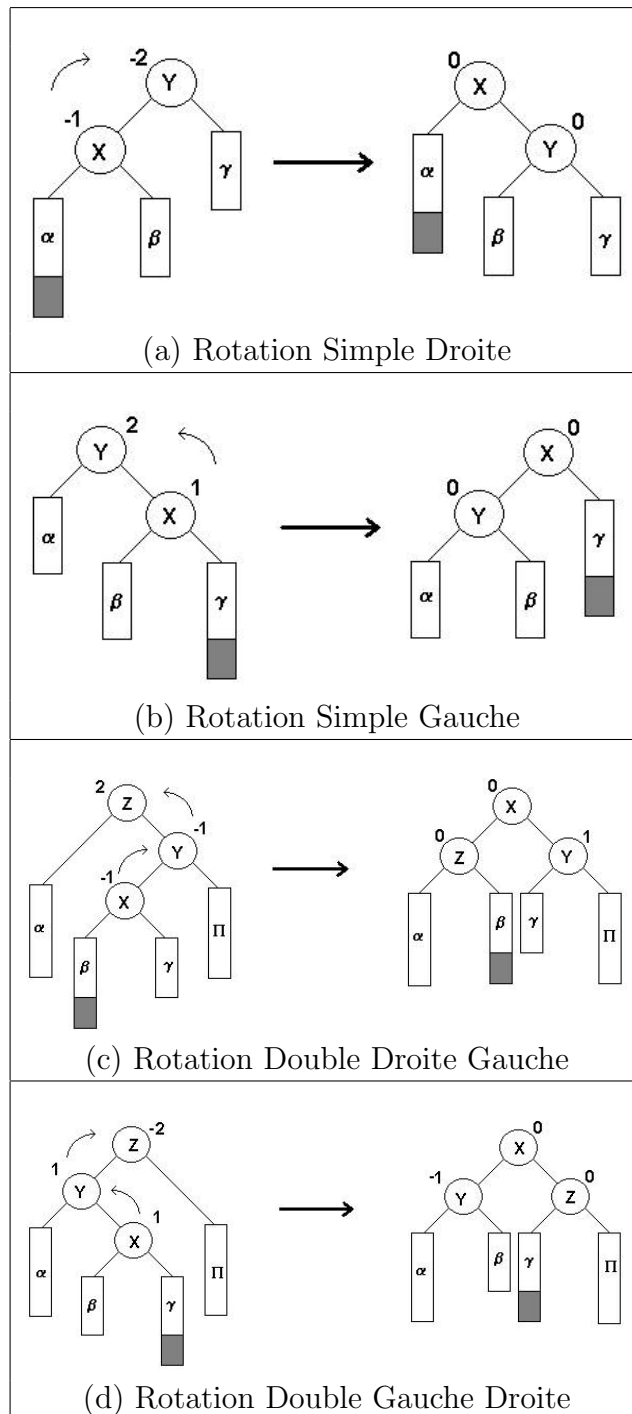 -2 0
Y X
-1 0
X Y
γ α
α β β γ
(a) Rotation Simple Droite
2 0
Y X
1 0
X Y
α γ
β γ α β
(b) Rotation Simple Gauche
2 0
Z X
-1 0 1
Y Z Y
-1
X
α β γ
Π α Π
β γ
(c) Rotation Double Droite Gauche
-2 0
Z X
1 -1 0
Y Y Z
1
X
α Π β γ
β γ α Π
(d) Rotation Double Gauche Droite